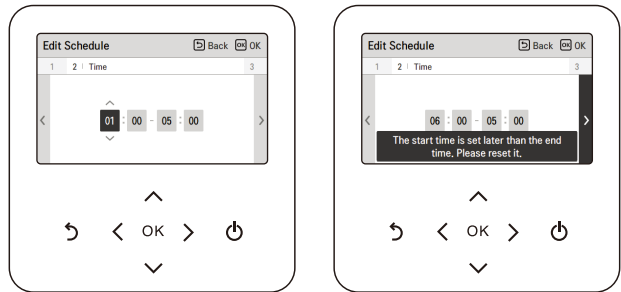 Edit Schedule Back OK OK
1 2 Time 3
01 : 00 - 05 : 00
OK
Edit Schedule Back OK OK
1 2 Time 3
06 : 00 - 05 : 00
The start time is set later than the end
time. Please reset it.
OK